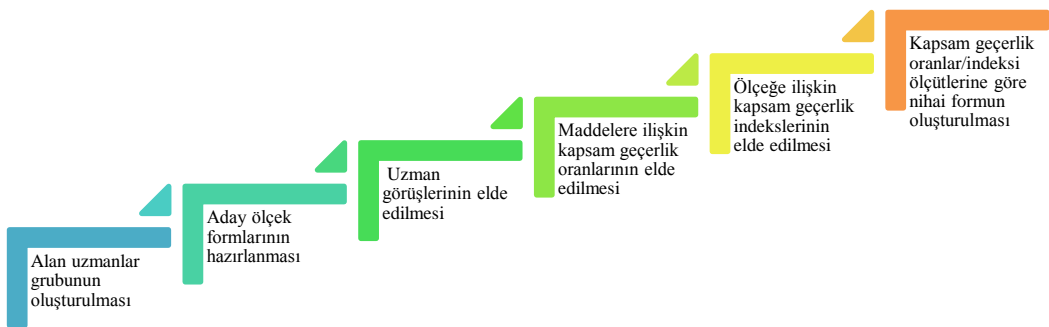 Alan uzmanlar
grubunun
oluşturulması
Aday ölçek
formlarının
hazırlanması
Uzman
görüşlerinin elde
edilmesi
Maddelere ilişkin
kapsam geçerlik
oranlarının elde
edilmesi
Ölçeğe ilişkin
kapsam geçerlik
indekslerinin
elde edilmesi
Kapsam geçerlik
oranlar/indeksi
ölçütlerine göre
nihai formun
oluşturulması